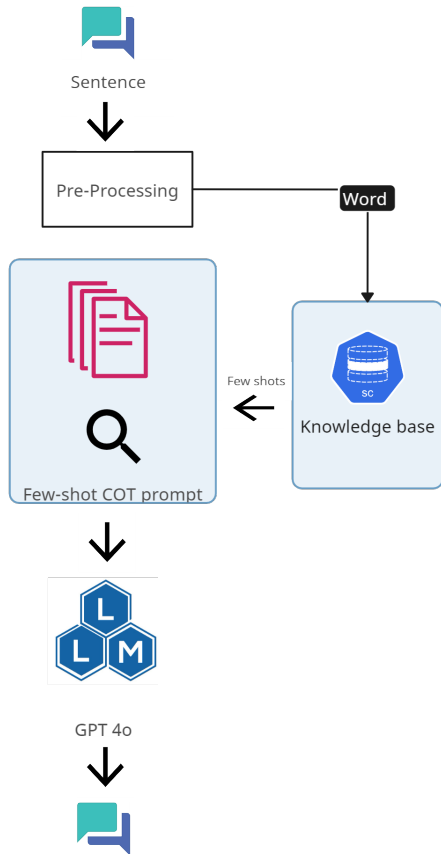 Sentence
Pre-Processing
Word
SC
Knowledge base
Few shots
Few-shot COT prompt
L
L M
GPT 4o